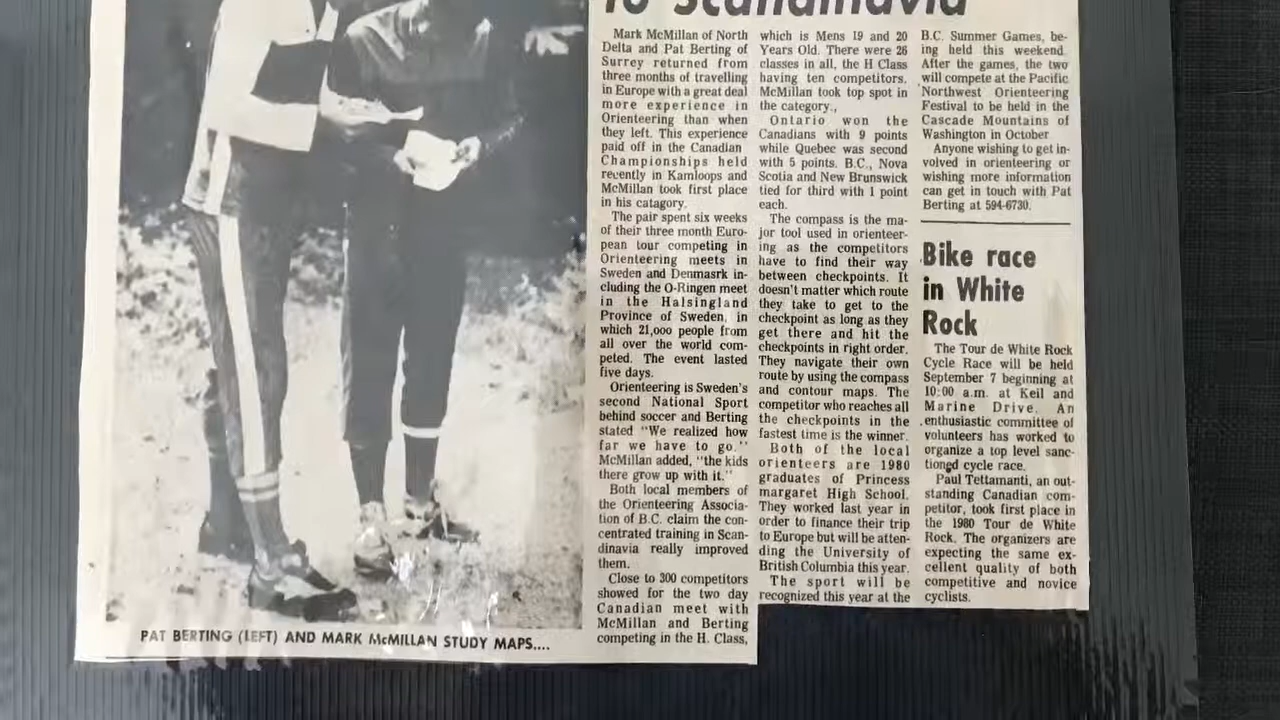 To Scandinavia
Mark McMillan of North
Delta and Pat Berting of
Surrey returned from
three months of travelling
in Europe with a great deal
more experience in
Orienteering than when
they left. This experience
paid off in the Canadian
Championships held
recently in Kamloops and
McMillan took first place
in his catagory.
The pair spent six weeks
of their three month Euro-
pean tour competing in
Orienteering meets in
Sweden and Denmasrk in-
cluding the O-Ringen meet
in the Halsingland
Province of Sweden, in
which 21,000 people from
all over the world com-
peted. The event lasted
five days.
Orienteering is Sweden's
second National Sport
behind soccer and Berting
stated "We realized how
far we have to go."
McMillan added, "the kids
there grow up with it."
Both local members of
the Orienteering Associa-
tion of B.C. claim the con-
centrated training in Scan-
dinavia really improved
them.
Close to 300 competitors
showed for the two day
Canadian meet with
McMillan and Berting
competing in the H. Class,
which is Mens 19 and 20
Years Old. There were 26
classes in all, the H Class
having ten competitors.
McMillan took top spot in
the category.,
Ontario won the
Canadians with 9 points
while Quebec was second
with 5 points. B.C., Nova
Scotia and New Brunswick
tied for third with 1 point
each.
The compass is the ma-
jor tool used in orienteer-
ing as the competitors
have to find their way
between checkpoints. It
doesn't matter which route
they take to get to the
checkpoint as long as they
get there and hit the
checkpoints in right order.
They navigate their own
route by using the compass
and contour maps. The
competitor who reaches all
the checkpoints in the
fastest time is the winner.
Both of the local
orienteers are 1980
graduates of Princess
margaret High School.
They worked last year in
order to finance their trip
to Europe but will be atten-
ding the University of
British Columbia this year.
The sport will be
recognized this year at the
B.C. Summer Games, be-
ing held this weekend.
After the games, the two
will compete at the Pacific
Northwest Orienteering
Festival to be held in the
Cascade Mountains of
Washington in October
Anyone wishing to get in-
volved in orienteering or
wishing more information
can get in touch with Pat
Berting at 594-6730.
Bike race
in White
Rock
The Tour de White Rock
Cycle Race will be held
September 7 beginning at
10:00 a.m. at Keil and
Marine Drive. An
enthusiastic committee of
volunteers has worked to
organize a top level sanc-
tioned cycle race.
Paul Tettamanti, an out-
standing Canadian com-
petitor, took first place in
the 1980 Tour de White
Rock. The organizers are
expecting the same ex-
cellent quality of both
competitive and novice
cyclists.
PAT BERTING (LEFT) AND MARK McMILLAN STUDY MAPS....